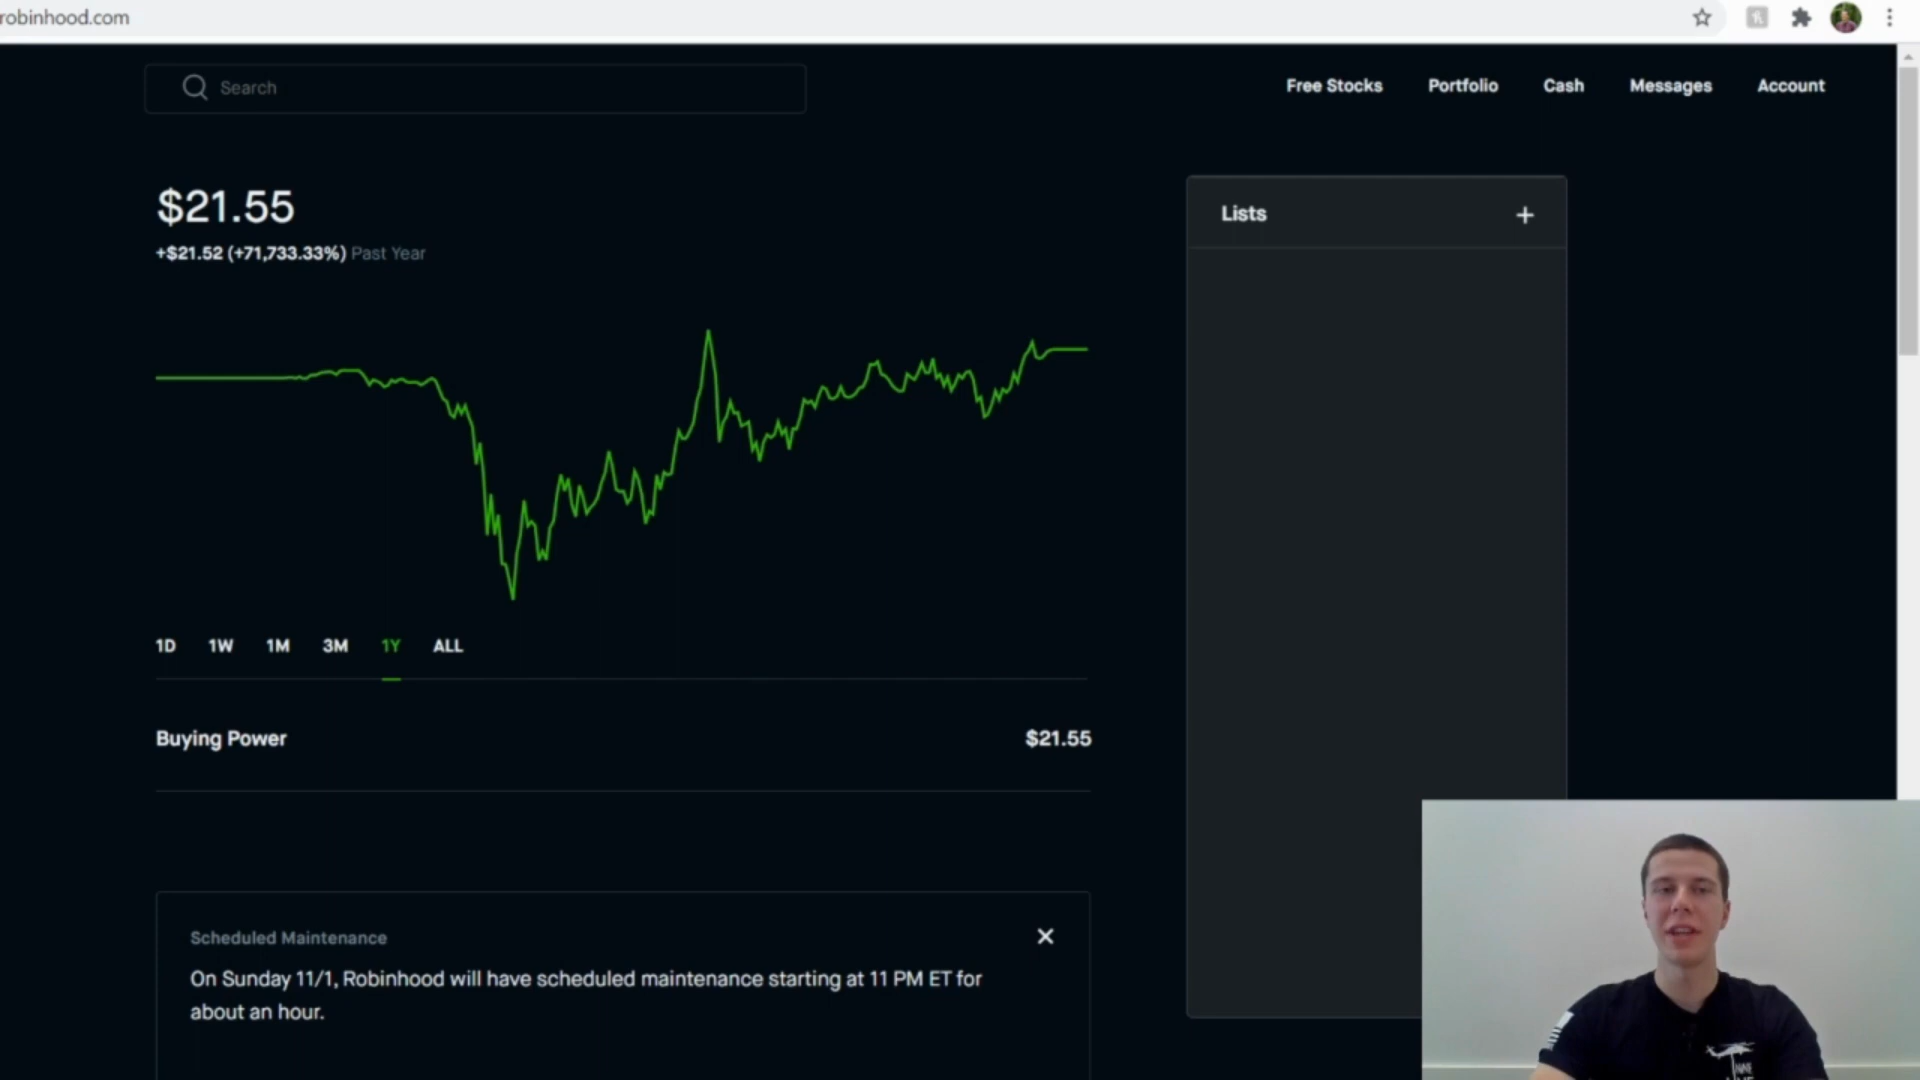 robinhood.com
Search
Free Stocks
Portfolio
Cash
Messages
Account
$21.55
+$21.52 (+71,733.33%) Past Year
Lists
+
1D
1W
1M
3M
1Y
ALL
Buying Power
$21.55
Scheduled Maintenance
On Sunday 11/1, Robinhood will have scheduled maintenance starting at 11 PM ET for
about an hour.